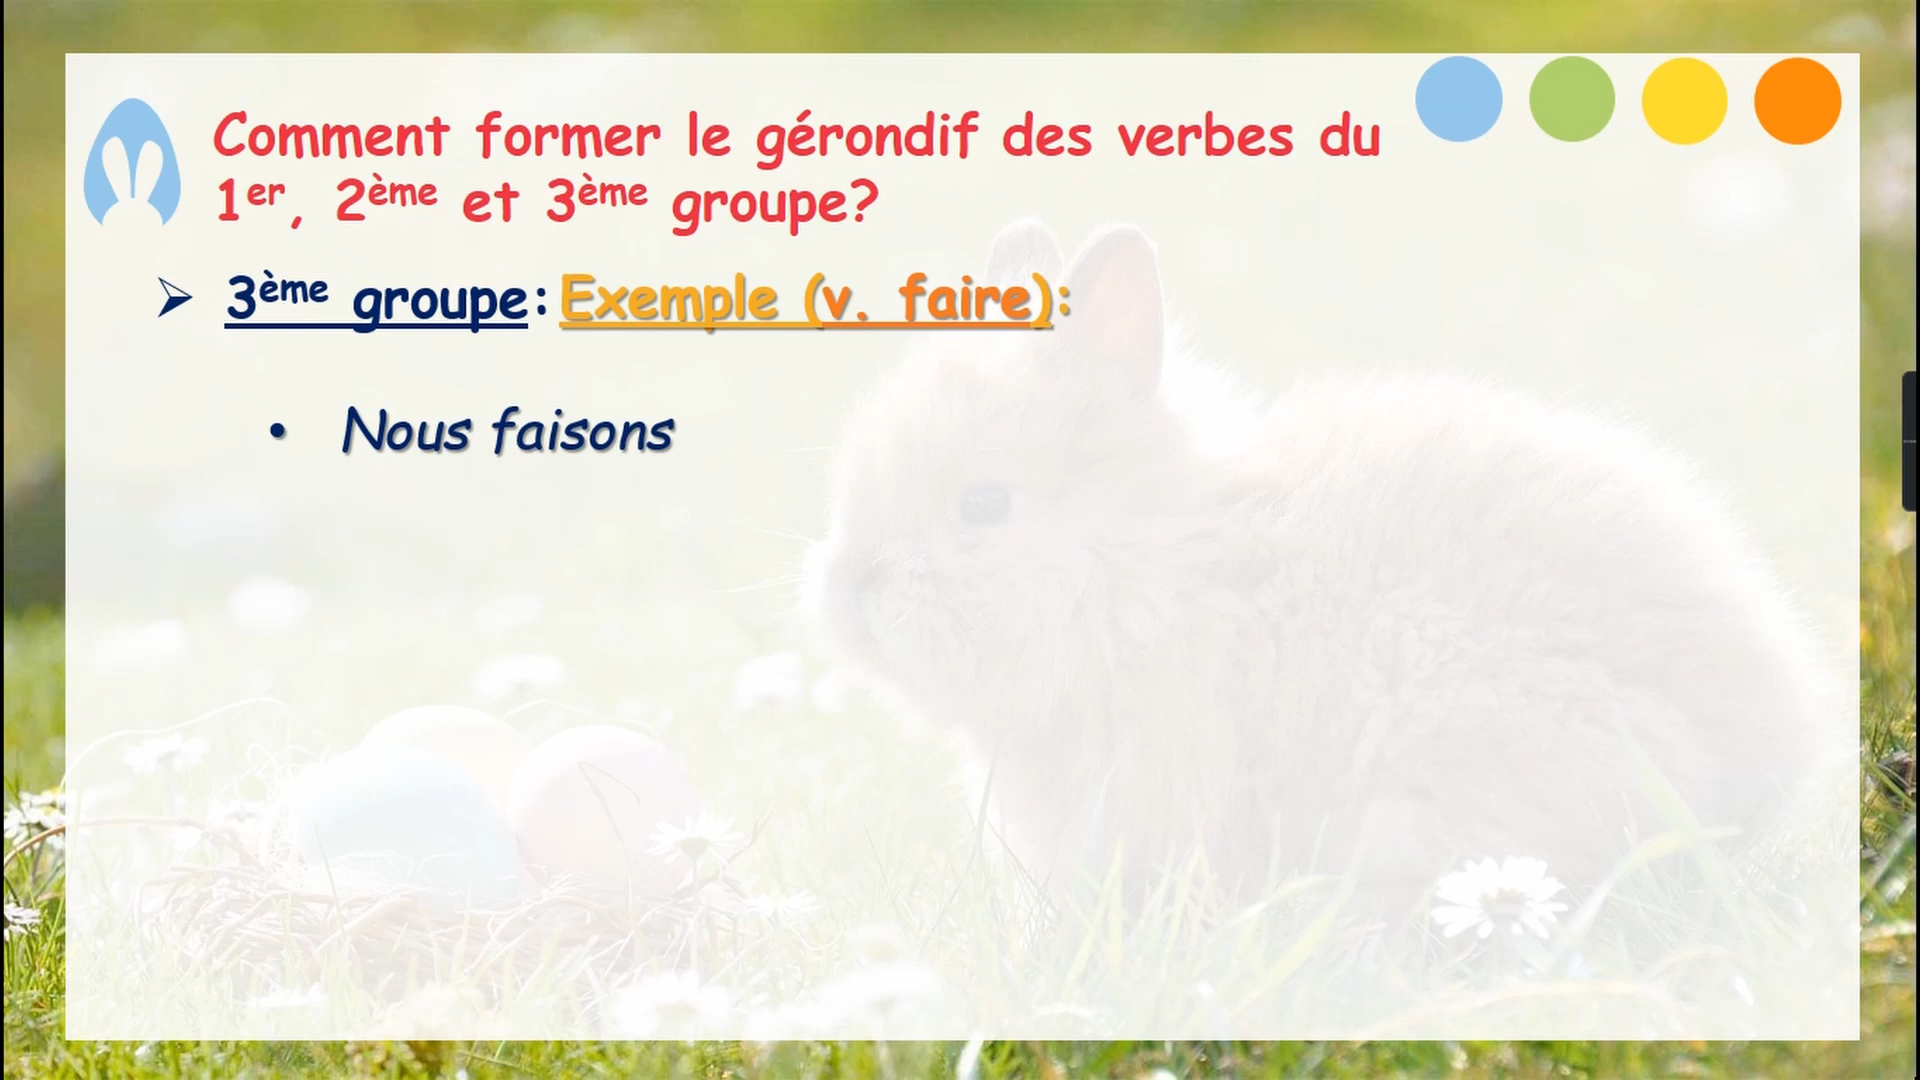 Comment former le gérondif des verbes du
1er, 2ème et 3ème groupe?
➢ 3ème groupe: Exemple (v. faire):
• Nous faisons